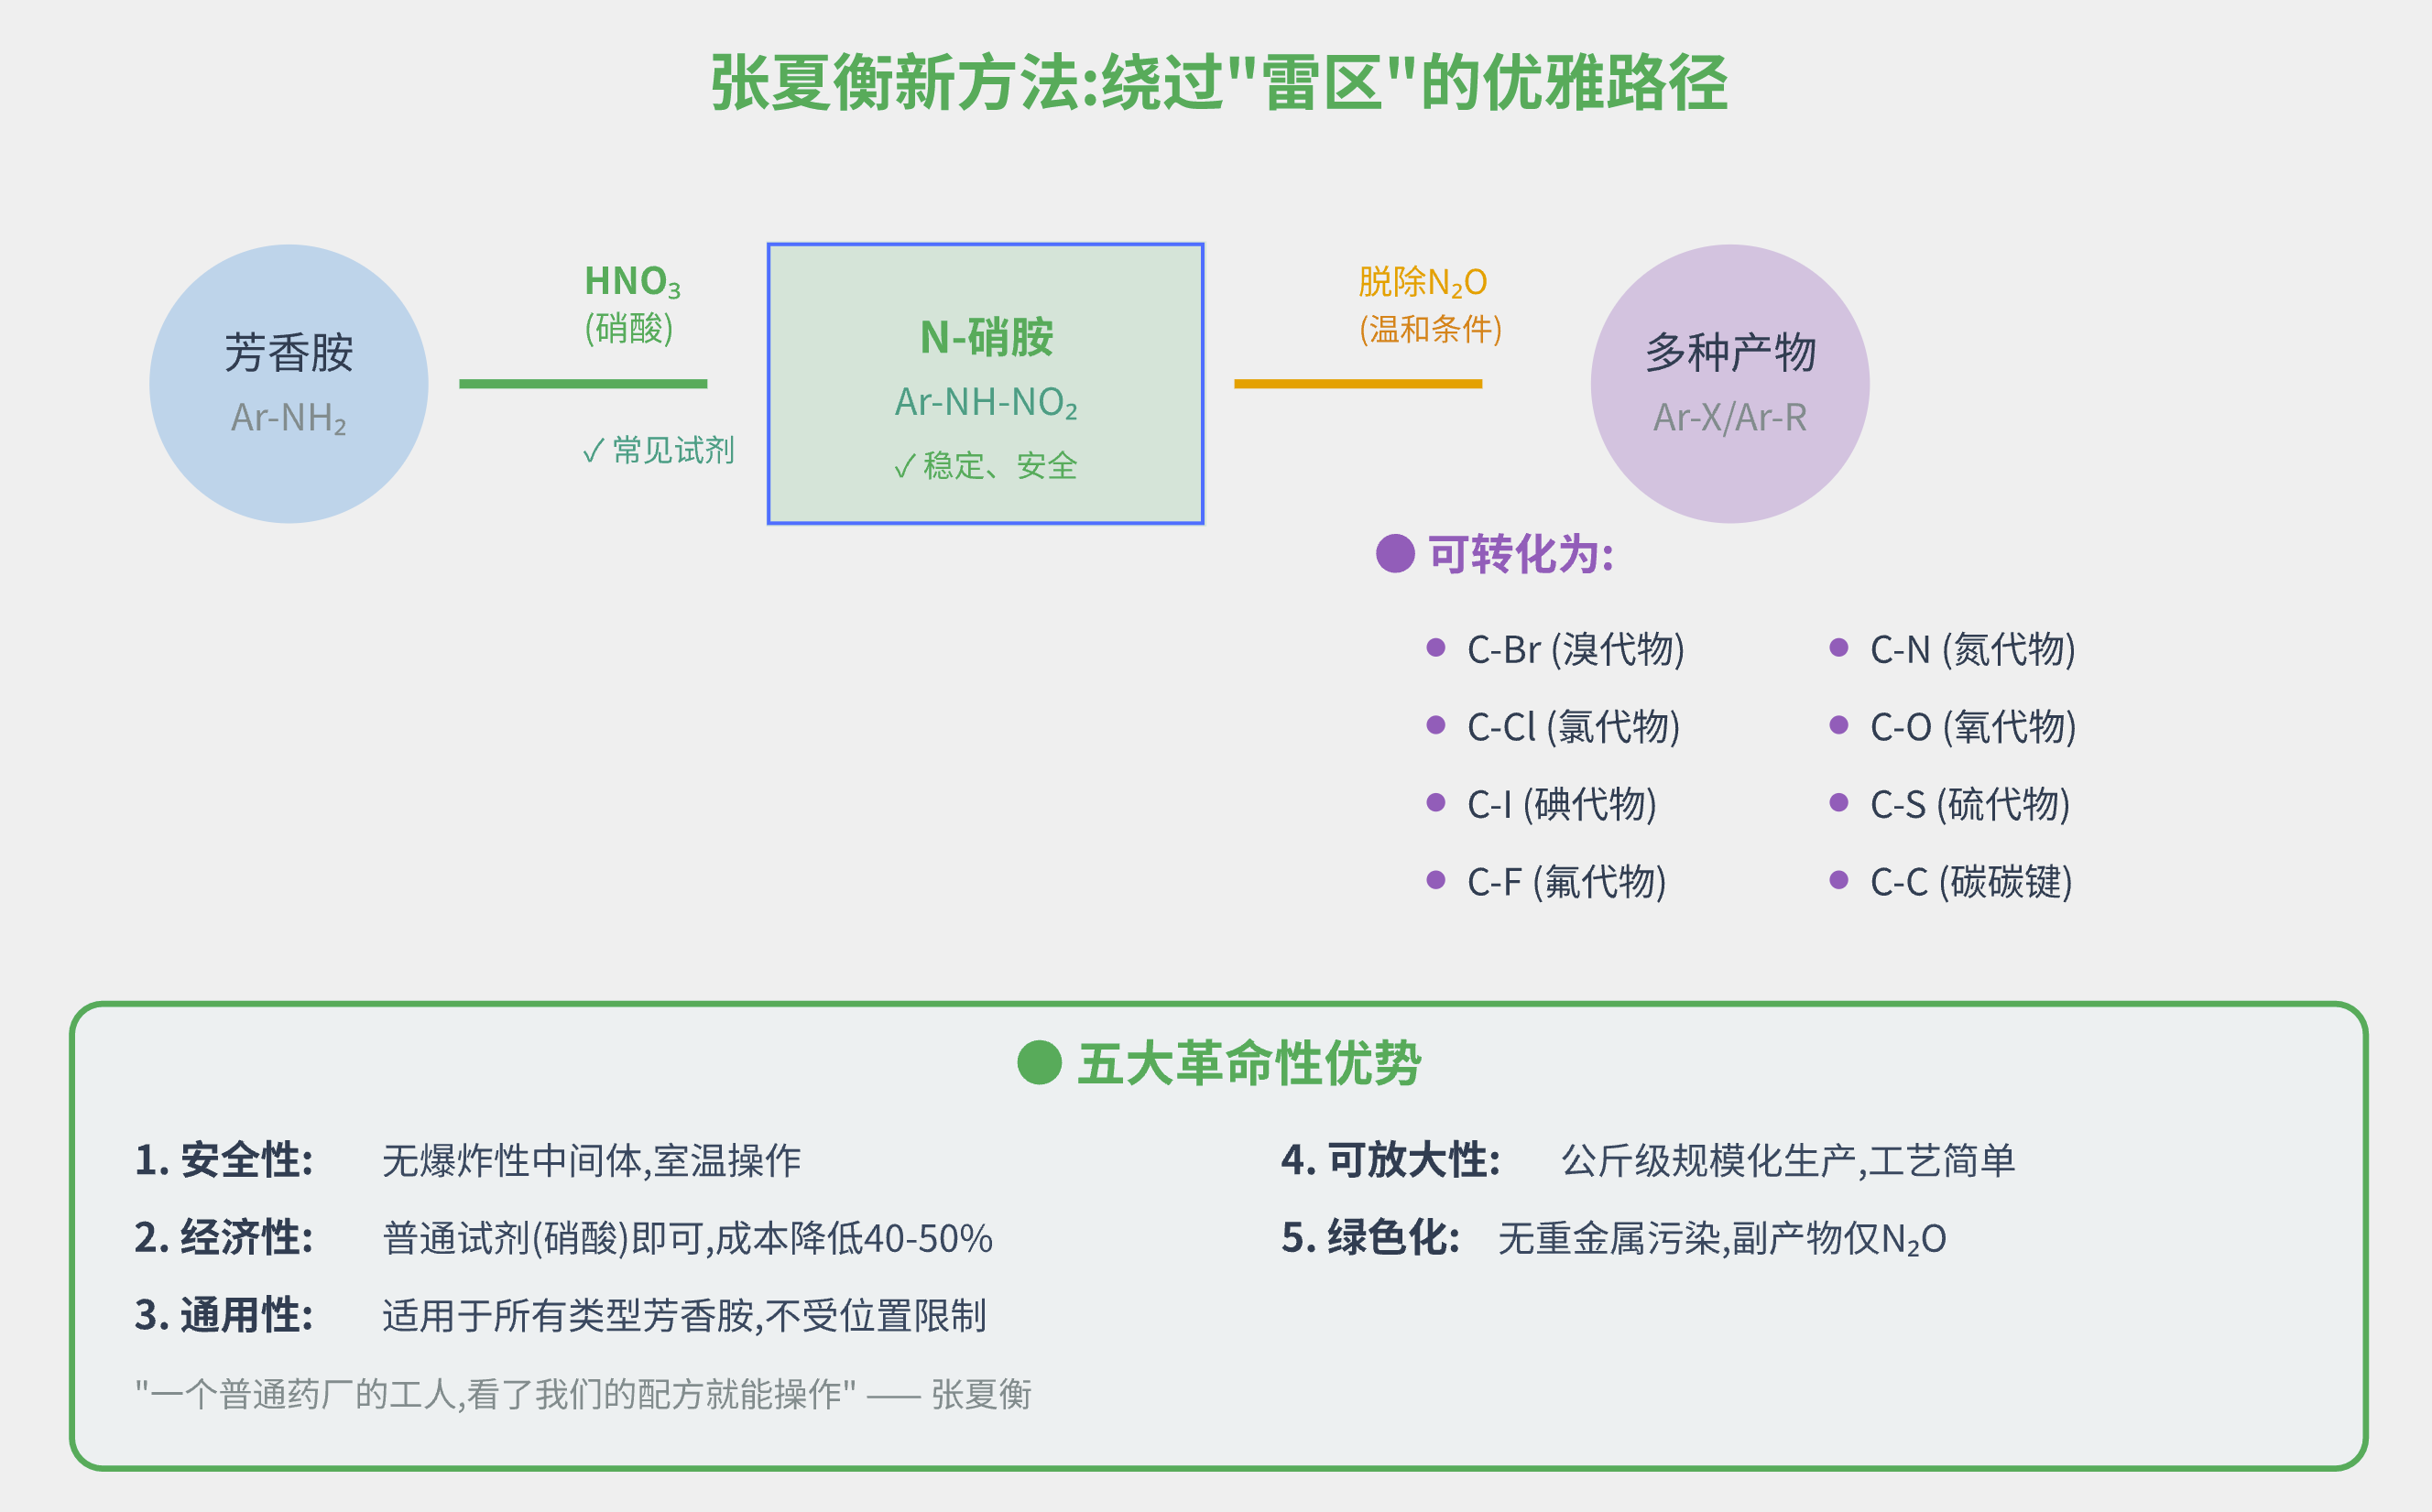 张夏衡新方法:绕过"雷区"的优雅路径
芳香胺
Ar-NH₂
HNO₃
(硝酸)
✓ 常见试剂
N-硝胺
Ar-NH-NO₂
✓ 稳定、安全
脱除N₂O
(温和条件)
多种产物
Ar-X/Ar-R
可转化为:
C-Br (溴代物)
C-N (氮代物)
C-Cl (氯代物)
C-O (氧代物)
C-I (碘代物)
C-S (硫代物)
C-F (氟代物)
C-C (碳碳键)
五大革命性优势
1. 安全性: 无爆炸性中间体,室温操作
2. 经济性: 普通试剂(硝酸)即可,成本降低40-50%
3. 通用性: 适用于所有类型芳香胺,不受位置限制
4. 可放大性: 公斤级规模化生产,工艺简单
5. 绿色化: 无重金属污染,副产物仅N₂O
"一个普通药厂的工人,看了我们的配方就能操作" —— 张夏衡